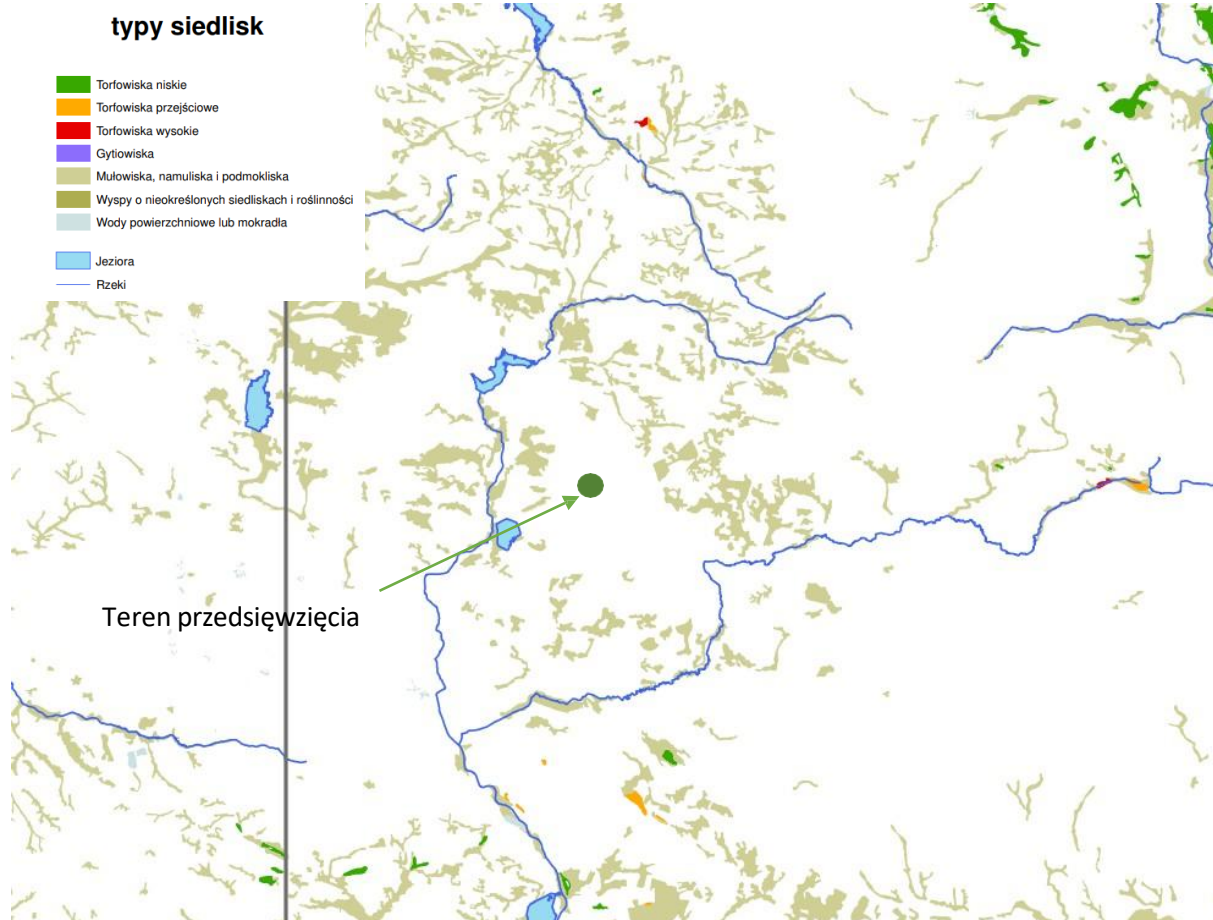 typy siedlisk
Torfowiska niskie
Torfowiska przejściowe
Torfowiska wysokie
Gytiowiska
Mułowiska, namuliska i podmokliska
Wyspy o nieokreślonych siedliskach i roślinności
Wody powierzchniowe lub mokradła
Jeziora
Rzeki
Teren przedsięwzięcia